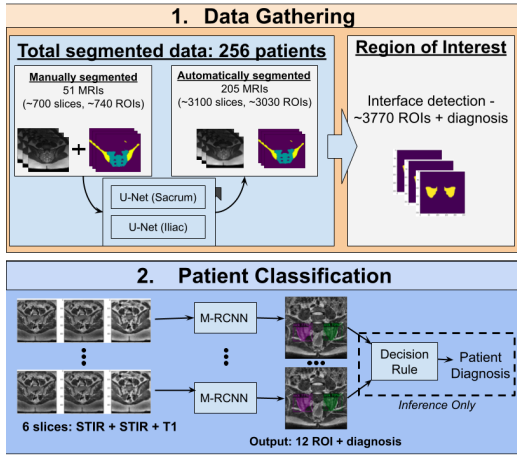 1. Data Gathering
Total segmented data: 256 patients
Manually segmented
51 MRIs
(~700 slices, ~740 ROIs)
Automatically segmented
205 MRIs
(~3100 slices, ~3030 ROIs)
U-Net (Sacrum)
U-Net (Iliac)
Region of Interest
Interface detection -
~3770 ROIs + diagnosis
2. Patient Classification
M-RCNN
M-RCNN
Decision
Rule
Patient
Diagnosis
Inference Only
6 slices: STIR + STIR + T1
Output: 12 ROI + diagnosis